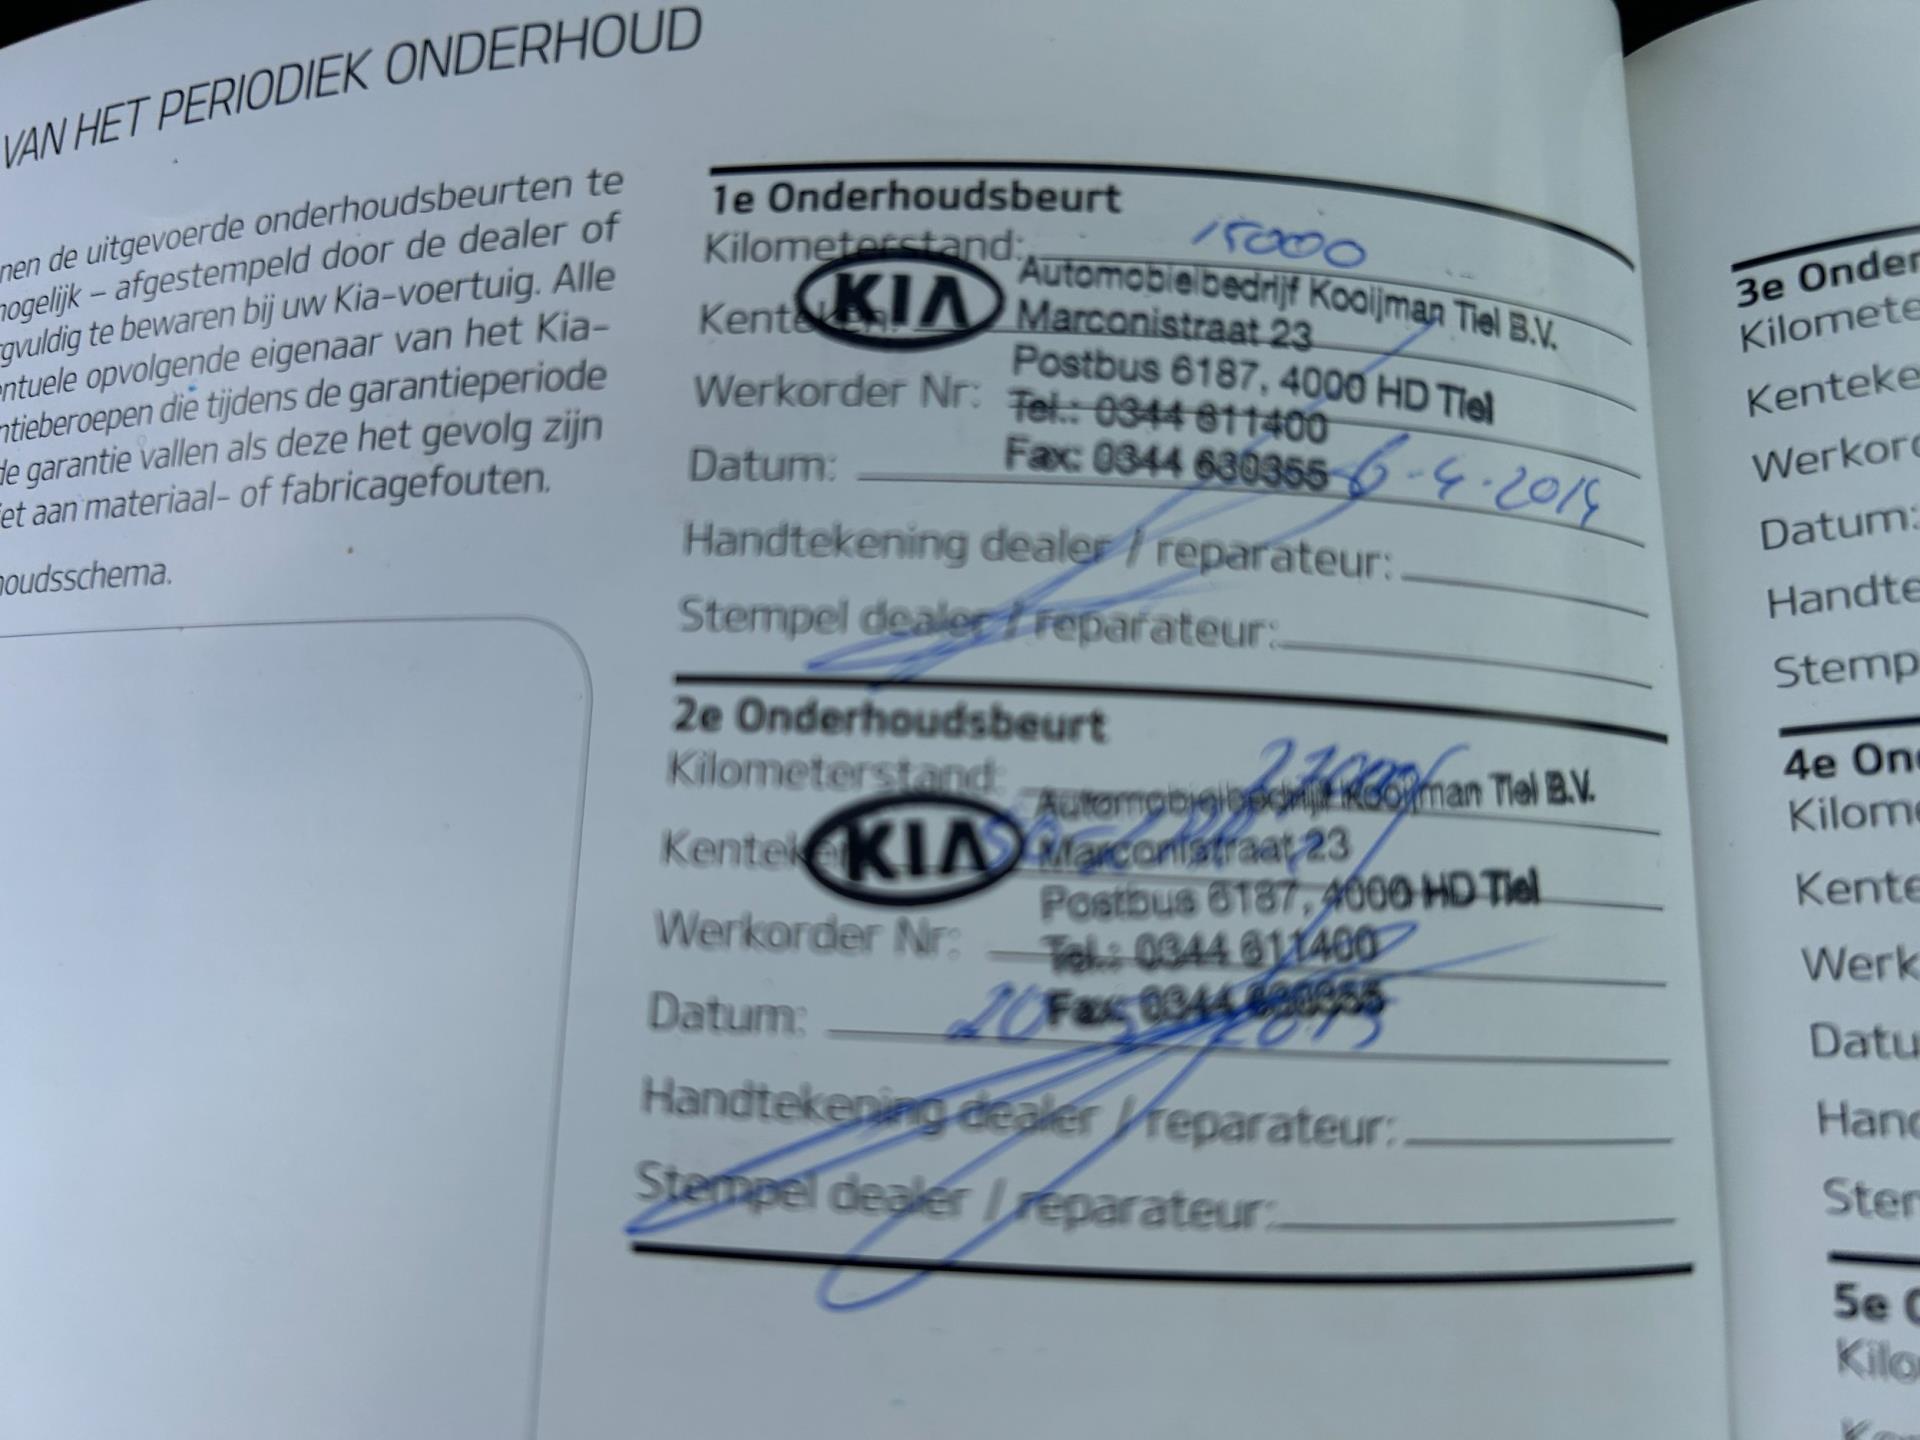 VAN HET PERIODIEK ONDERHOUD
nen de uitgevoerde onderhoudsbeurten te
mogelijk – afgestempeld door de dealer of
gvuldig te bewaren bij uw Kia-voertuig. Alle
entuele opvolgende eigenaar van het Kia-
ntieberoepen die tijdens de garantieperiode
de garantie vallen als deze het gevolg zijn
iet aan materiaal- of fabricagefouten.
houdsschema.
1e Onderhoudsbeurt
Kilometerstand: 15000
Kenteken:
KIA
Automobielbedrijf Kooijman Tiel B.V.
Marconistraat 23
Postbus 6187, 4000 HD Tiel
Tel.: 0344 611400
Fax: 0344 630355
Werkorder Nr:
Datum: 6-4-2014
Handtekening dealer / reparateur:
Stempel dealer / reparateur:
2e Onderhoudsbeurt
Kilometerstand:
Kenteken
KIA
Automobielbedrijf Kooijman Tiel B.V.
Marconistraat 23
Postbus 6187, 4000 HD Tiel
Tel.: 0344 611400
Fax: 0344 630355
Werkorder Nr:
Datum:
Handtekening dealer / reparateur:
Stempel dealer / reparateur:
3e Onder
Kilomete
Kenteke
Werkord
Datum:
Handte
Stemp
4e On
Kilom
Kente
Werk
Datu
Hand
Ster
5e O
Kilo